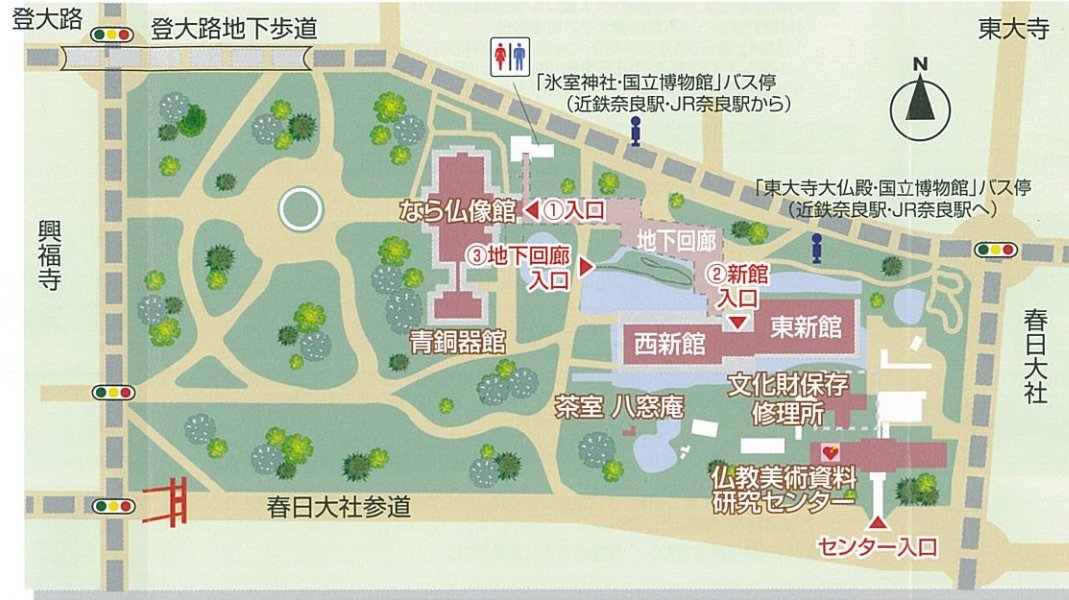 登大路
登大路地下歩道
東大寺
N
「氷室神社・国立博物館」バス停
(近鉄奈良駅・JR奈良駅から)
「東大寺大仏殿・国立博物館」バス停
(近鉄奈良駅・JR奈良駅へ)
興福寺
なら仏像館
①入口
地下回廊
③地下回廊
入口
②新館
入口
青銅器館
西新館
東新館
春日大社
茶室 八窓庵
文化財保存
修理所
仏教美術資料
研究センター
春日大社参道
センター入口